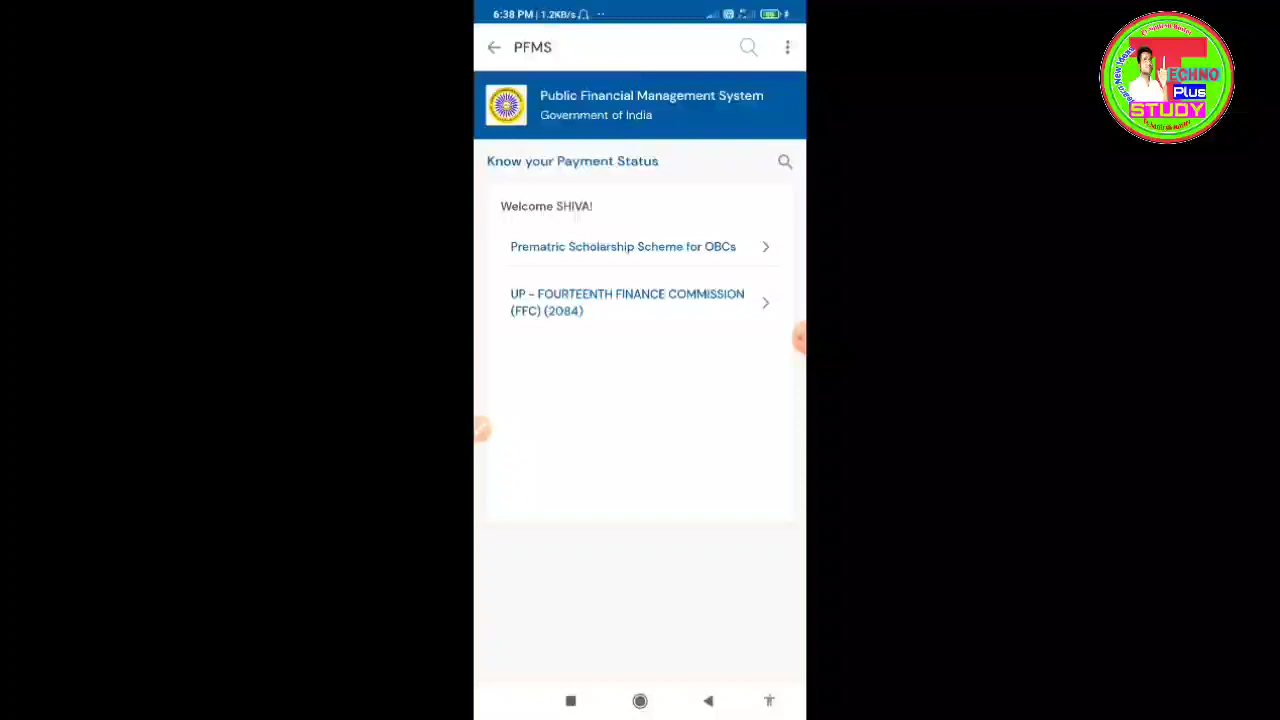 6:38 PM | 1.2KB/s
PFMS
Public Financial Management System
Government of India
Know your Payment Status
Welcome SHIVA!
Prematric Scholarship Scheme for OBCs
UP - FOURTEENTH FINANCE COMMISSION
(FFC) (2084)
TECHNO
Plus
STUDY